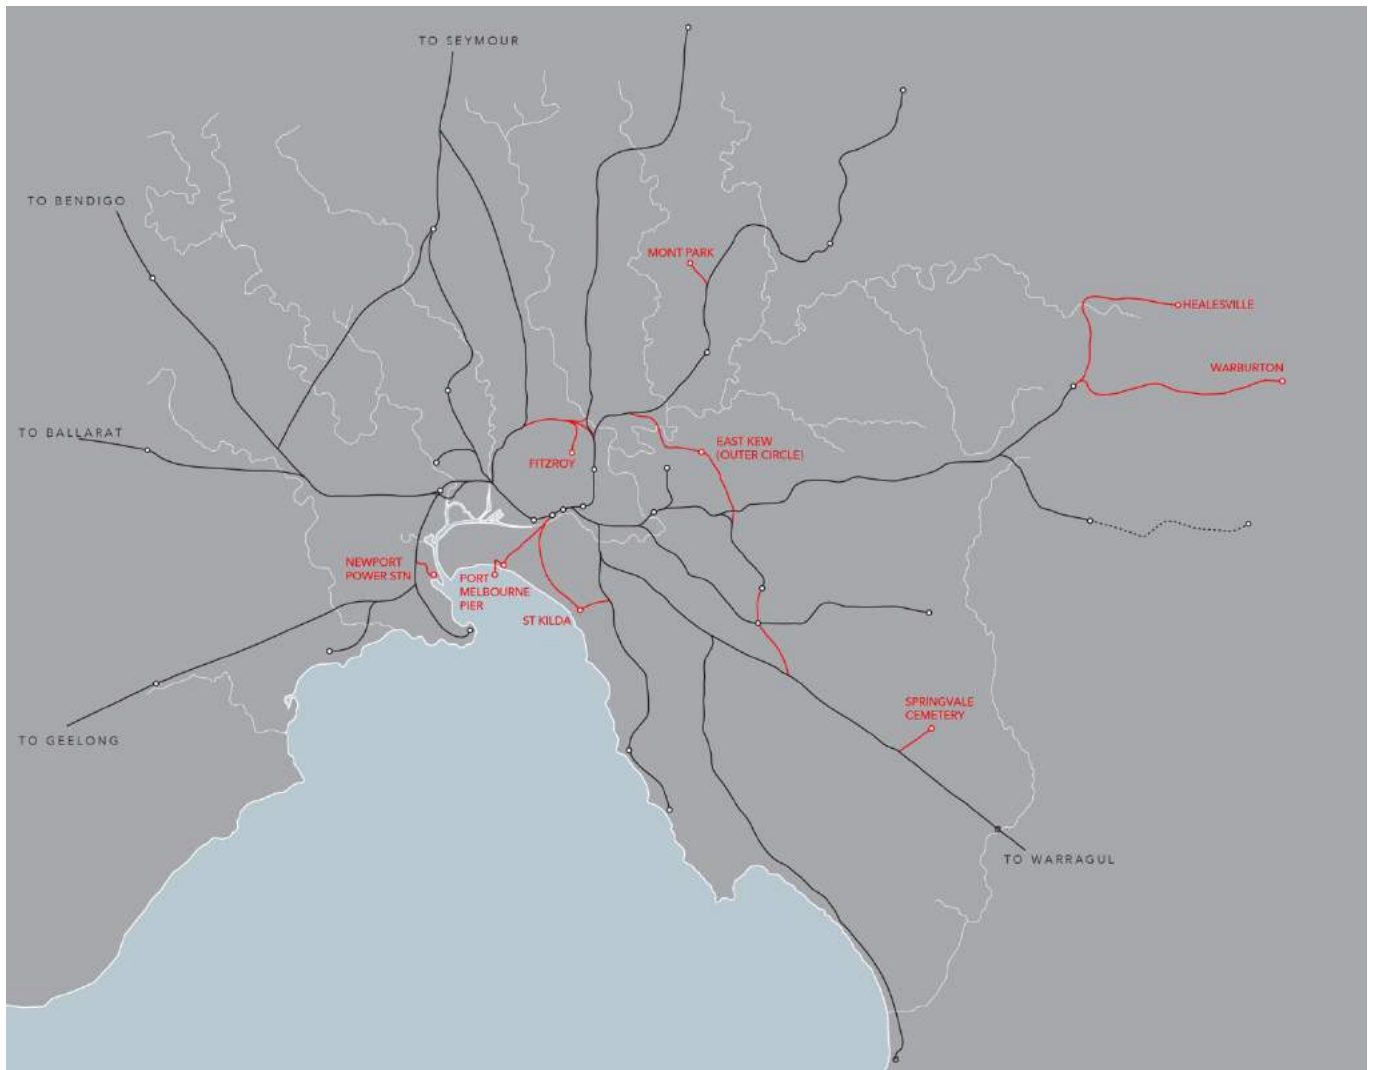 TO SEYMOUR
TO BENDIGO
MONT PARK
HEALESVILLE
WARBURTON
TO BALLARAT
EAST KEW
(OUTER CIRCLE)
FITZROY
NEWPORT
POWER STN
PORT
MELBOURNE
PIER
ST KILDA
SPRINGVALE
CEMETERY
TO GEELONG
TO WARRAGUL